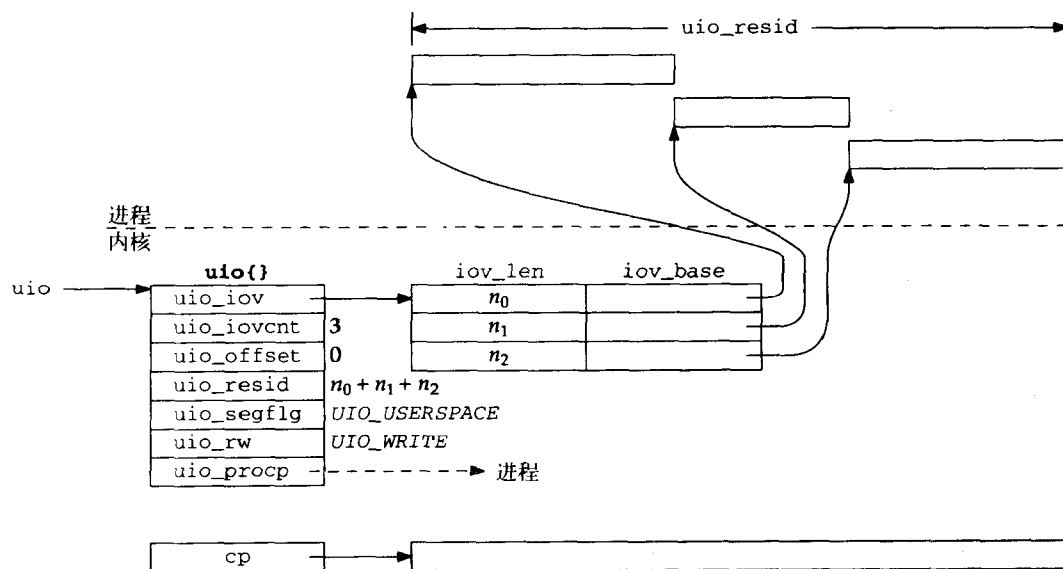 uio_resid
进程
内核
uio{}
iov_len iov_base
uio
uio_iov n₀
uio_iovcnt 3 n₁
uio_offset 0 n₂
uio_resid n₀ + n₁ + n₂
uio_segflg UIO_USERSPACE
uio_rw UIO_WRITE
uio_procp 进程
cp